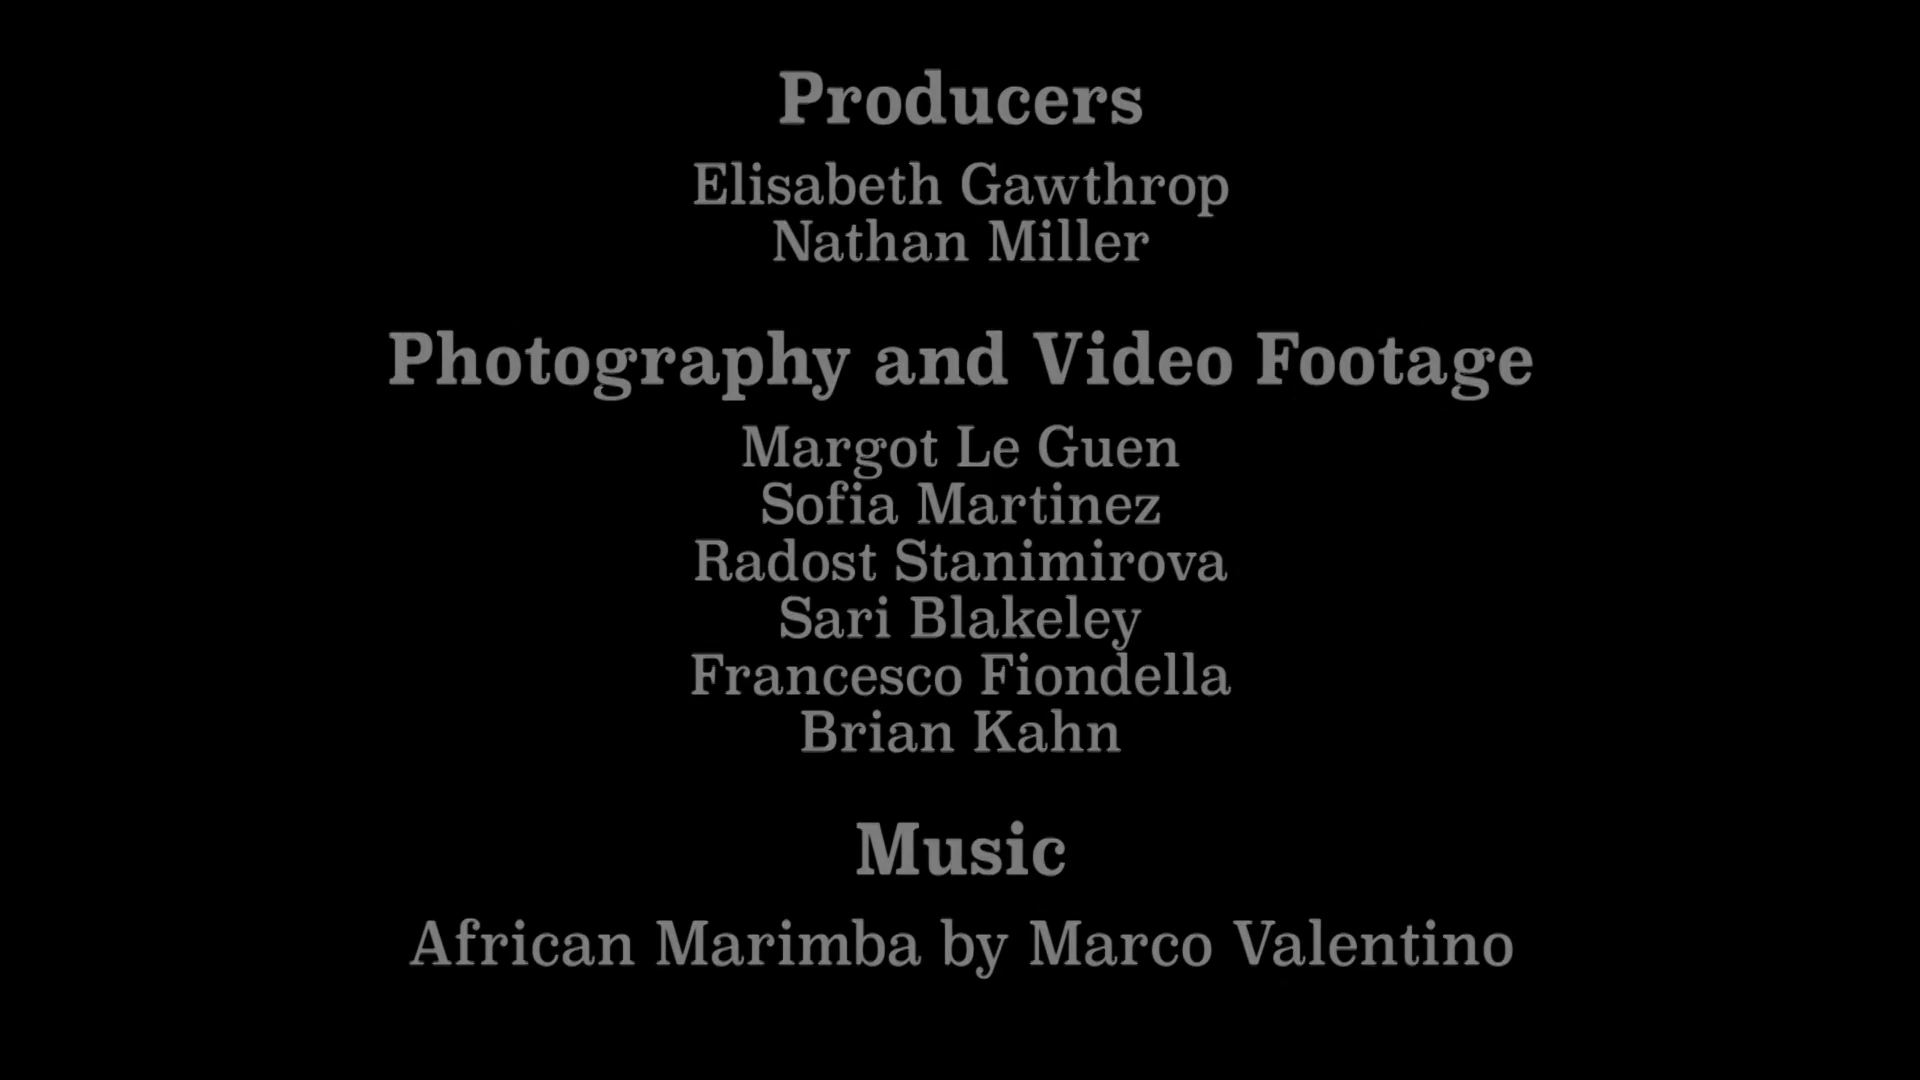 Producers
Elisabeth Gawthrop
Nathan Miller
Photography and Video Footage
Margot Le Guen
Sofia Martinez
Radost Stanimirova
Sari Blakeley
Francesco Fiondella
Brian Kahn
Music
African Marimba by Marco Valentino